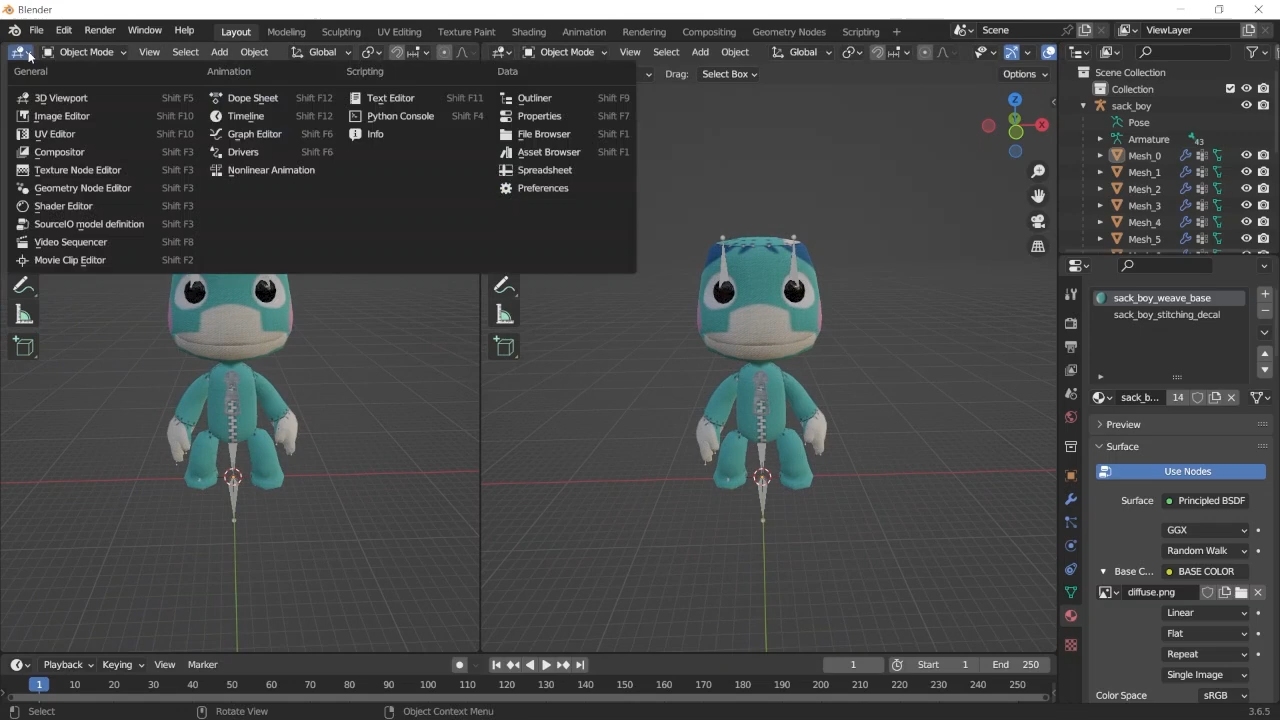 Blender
File Edit Render Window Help
Layout Modeling Sculpting UV Editing Texture Paint Shading Animation Rendering Compositing Geometry Nodes Scripting +
Scene
ViewLayer
Object Mode View Select Add Object Global
Object Mode View Select Add Object Global
Drag: Select Box
Options
General
3D Viewport Shift F5
Image Editor Shift F10
UV Editor Shift F10
Compositor Shift F3
Texture Node Editor Shift F3
Geometry Node Editor Shift F3
Shader Editor Shift F3
SourceIO model definition Shift F3
Video Sequencer Shift F8
Movie Clip Editor Shift F2
Animation
Dope Sheet Shift F12
Timeline Shift F12
Graph Editor Shift F6
Drivers Shift F6
Nonlinear Animation
Scripting
Text Editor Shift F11
Python Console Shift F4
Info
Data
Outliner Shift F9
Properties Shift F7
File Browser Shift F1
Asset Browser Shift F1
Spreadsheet
Preferences
Z
Y
X
Scene Collection
Collection
sack_boy
Pose
Armature 43
Mesh_0
Mesh_1
Mesh_2
Mesh_3
Mesh_4
Mesh_5
sack_boy_weave_base
sack_boy_stitching_decal
sack_b... 14
Preview
Surface
Use Nodes
Surface Principled BSDF
GGX
Random Walk
Base C... BASE COLOR
diffuse.png
Linear
Flat
Repeat
Single Image
Color Space sRGB
Playback Keying View Marker
1 Start 1 End 250
1 10 20 30 40 50 60 70 80 90 100 110 120 130 140 150 160 170 180 190 200 210 220 230 240 250
Select Rotate View Object Context Menu
3.6.5